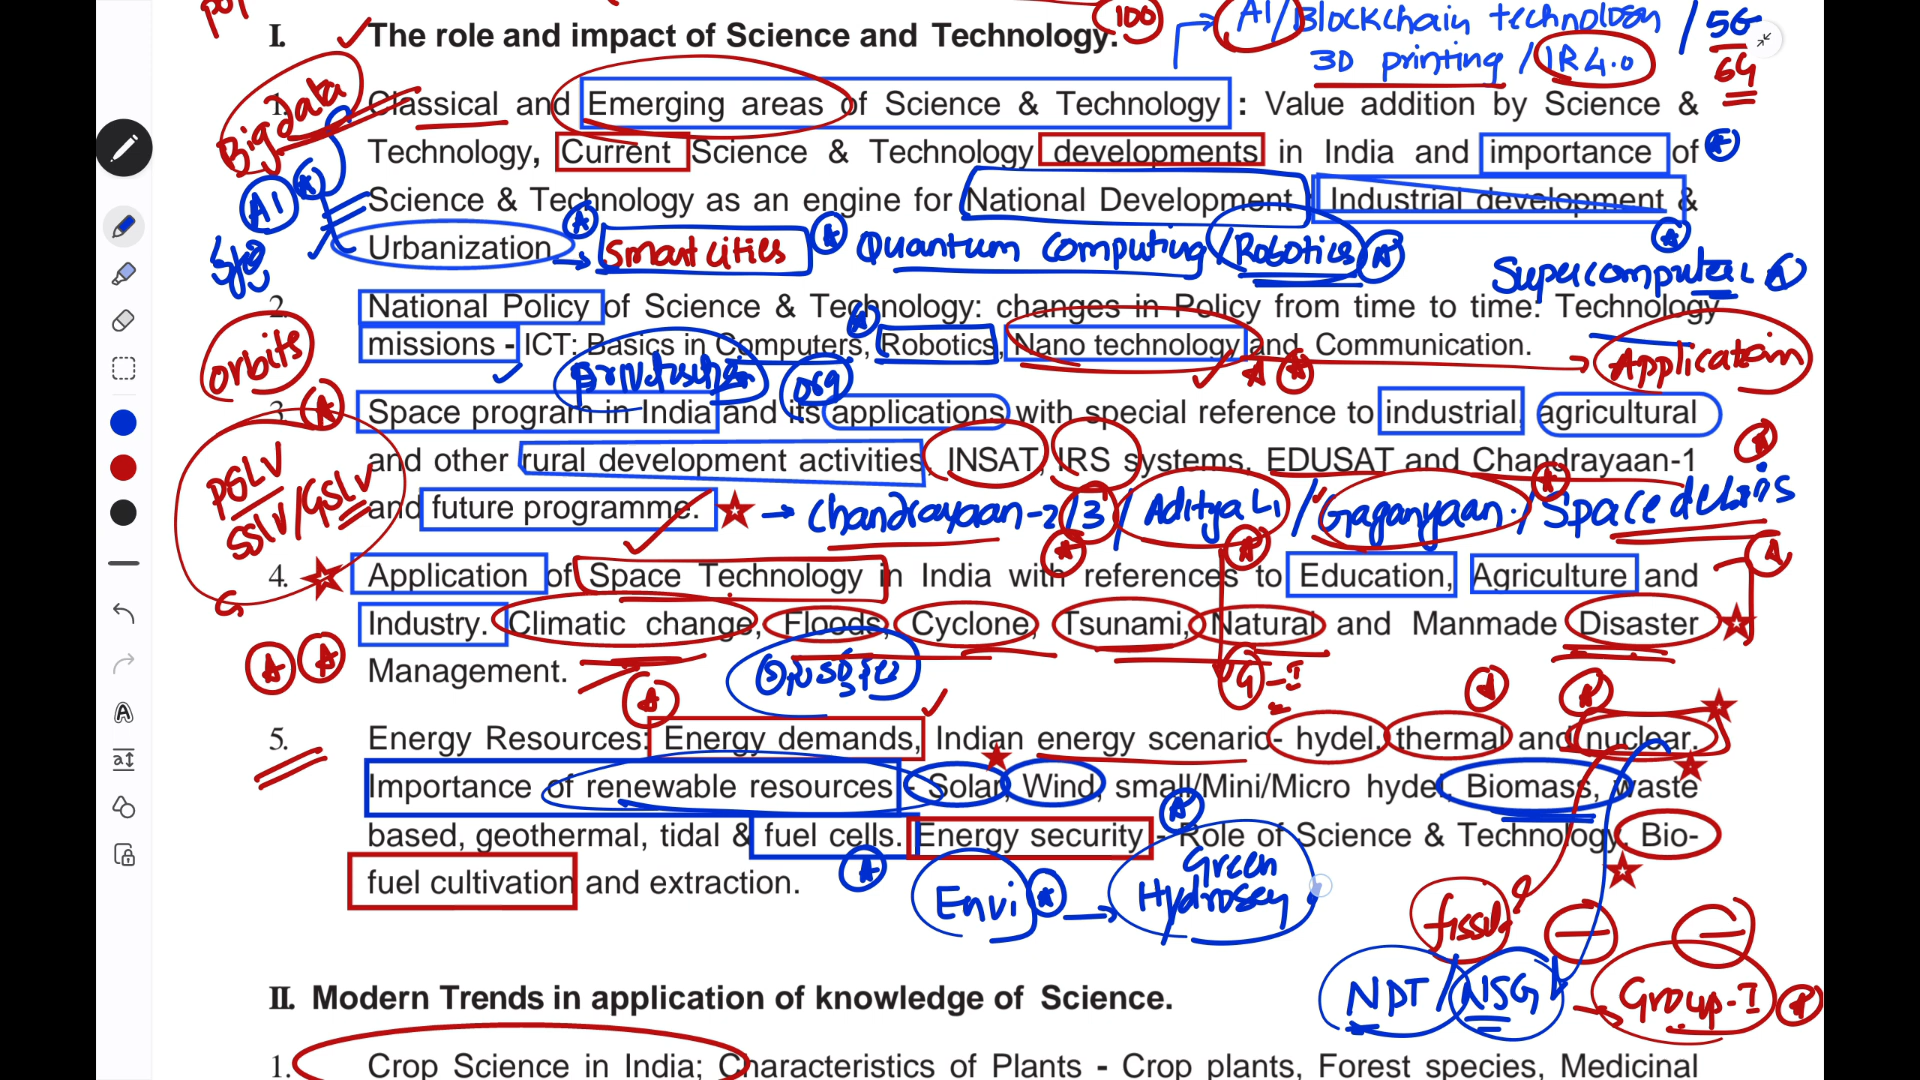 100
AI/Blockchain technology / 5G
I. The role and impact of Science and Technology.
3D printing / IR 4.0
6G
Big data
1. Classical and Emerging areas of Science & Technology : Value addition by Science &
Technology, Current Science & Technology developments in India and importance of
AI
Science & Technology as an engine for National Development, Industrial development &
Urbanization → Smart cities Quantum Computing /Robotics
Supercomputer
2. National Policy of Science & Technology: changes in Policy from time to time: Technology
missions - ICT: Basics in Computers, Robotics, Nano technology and Communication.
Application
orbits
3. Space program in India and its applications with special reference to industrial, agricultural
and other rural development activities, INSAT, IRS systems, EDUSAT and Chandrayaan-1
PSLV
SSLV/GSLV
and future programme. → Chandrayaan-2/3 / Aditya L1 / Gaganyaan / Space debris
4. Application of Space Technology in India with references to Education, Agriculture and
Industry. Climatic change, Floods, Cyclone, Tsunami, Natural and Manmade Disaster
Management.
5. Energy Resources: Energy demands, Indian energy scenario- hydel, thermal and nuclear.
Importance of renewable resources - Solar, Wind, small/Mini/Micro hydel, Biomass, waste
based, geothermal, tidal & fuel cells. Energy security - Role of Science & Technology, Bio-
fuel cultivation and extraction.
Envi → Green
Hydrogen
NPT / NSG → Group-I
II. Modern Trends in application of knowledge of Science.
1. Crop Science in India; Characteristics of Plants - Crop plants, Forest species, Medicinal